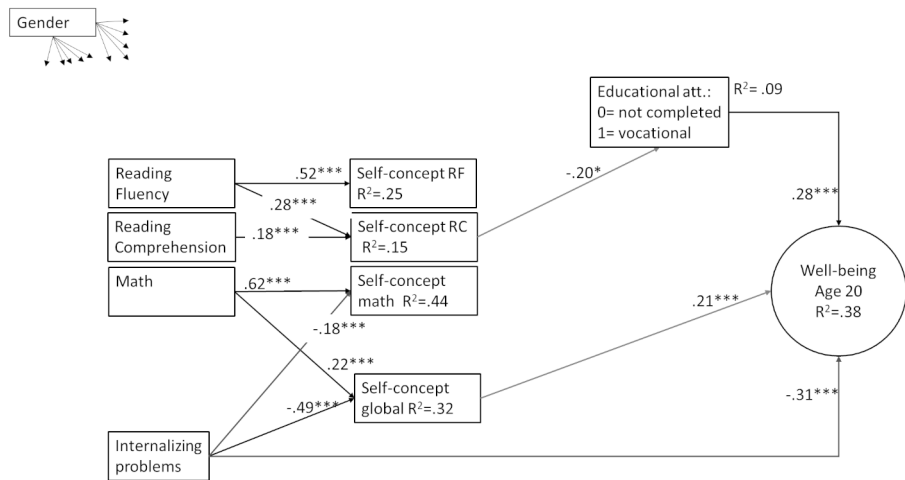 Gender
Educational att.:
0= not completed
1= vocational
R²= .09
-.20*
.28***
Reading
Fluency
.52***
Self-concept RF
R²=.25
.28***
Reading
Comprehension
.18***
Self-concept RC
R²=.15
Math
.62***
Self-concept
math R²=.44
-.18***
.22***
.21***
Well-being
Age 20
R²=.38
Self-concept
global R²=.32
-.49***
-.31***
Internalizing
problems